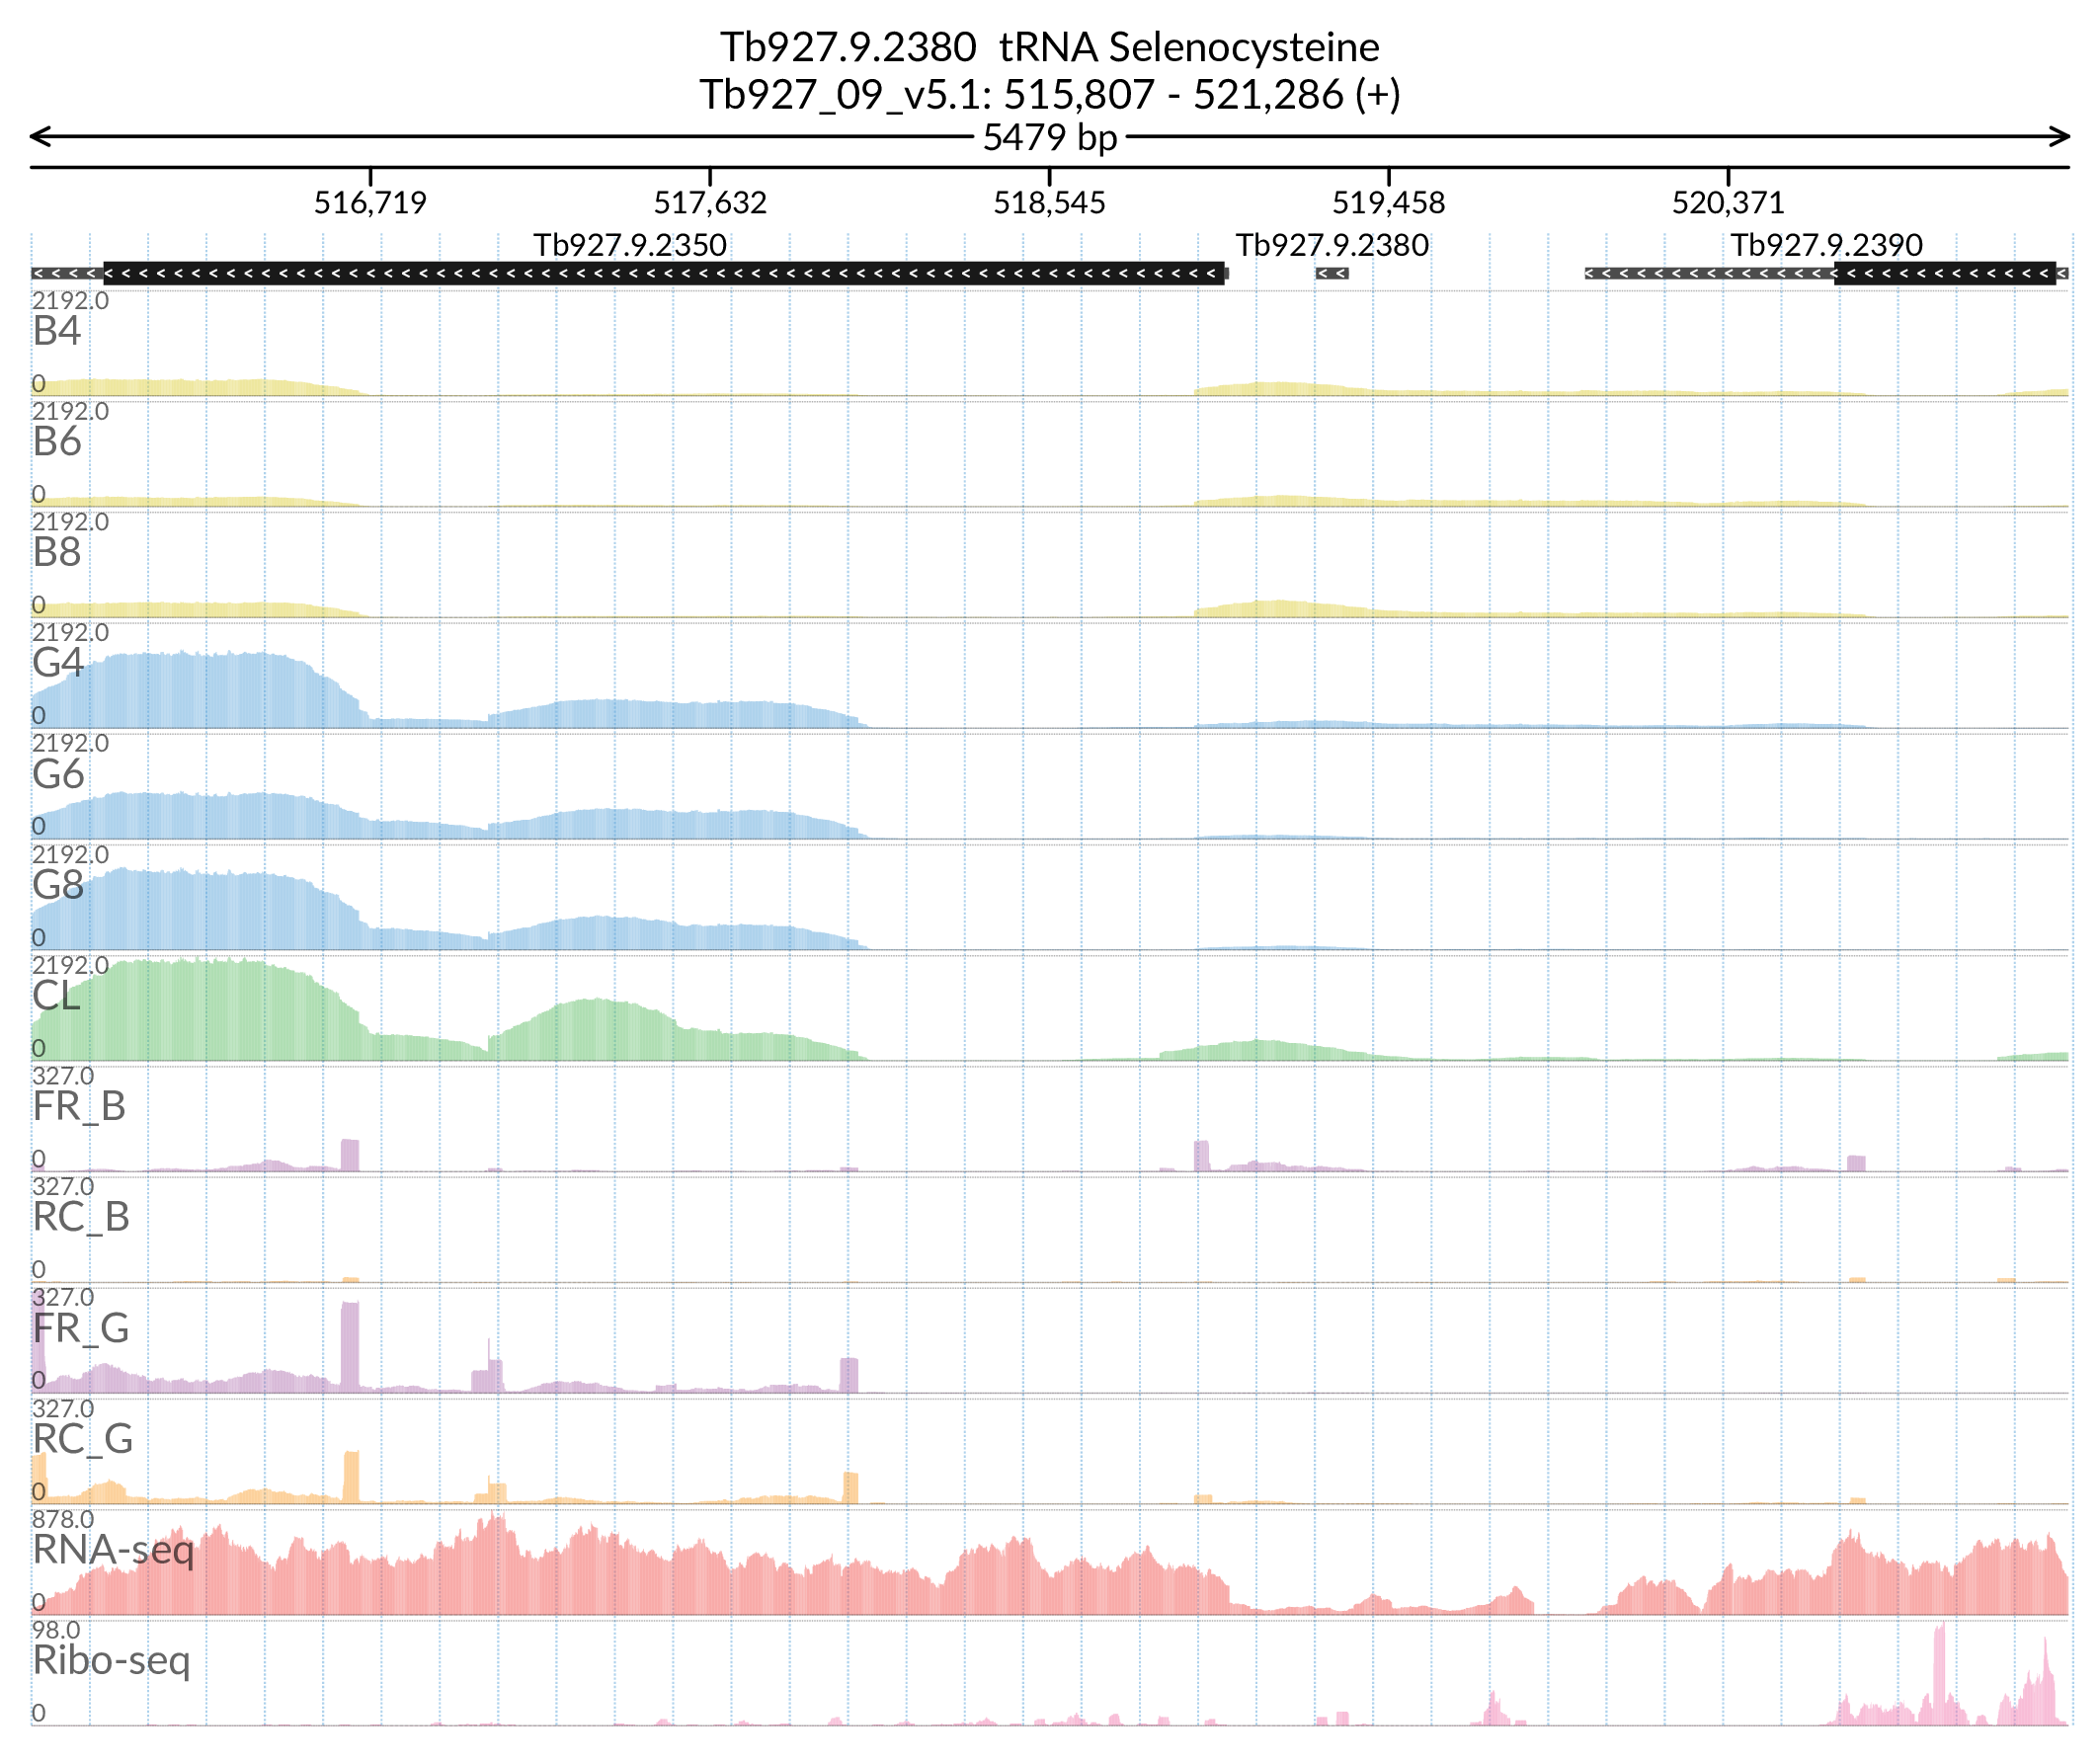 Tb927.9.2380  tRNA Selenocysteine
Tb927_09_v5.1: 515,807 - 521,286 (+)
5479 bp
516,719 517,632 518,545 519,458 520,371
Tb927.9.2350 Tb927.9.2380 Tb927.9.2390
2192.0
B4
0
2192.0
B6
0
2192.0
B8
0
2192.0
G4
0
2192.0
G6
0
2192.0
G8
0
2192.0
CL
0
327.0
FR_B
0
327.0
RC_B
0
327.0
FR_G
0
327.0
RC_G
0
878.0
RNA-seq
0
98.0
Ribo-seq
0